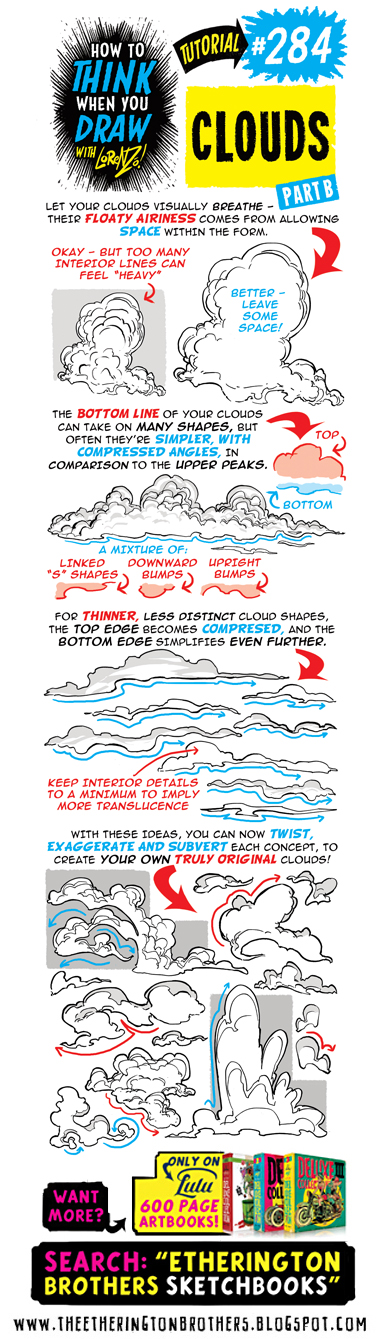 HOW TO
THINK
WHEN YOU
DRAW
WITH LORENZO!
TUTORIAL
#284
CLOUDS
PART B
LET YOUR CLOUDS VISUALLY BREATHE -
THEIR FLOATY AIRINESS COMES FROM ALLOWING
SPACE WITHIN THE FORM.
OKAY - BUT TOO MANY
INTERIOR LINES CAN
FEEL "HEAVY"
BETTER -
LEAVE
SOME
SPACE!
THE BOTTOM LINE OF YOUR CLOUDS
CAN TAKE ON MANY SHAPES, BUT
OFTEN THEY'RE SIMPLER, WITH
COMPRESSED ANGLES, IN
COMPARISON TO THE UPPER PEAKS.
TOP
BOTTOM
A MIXTURE OF:
LINKED
"S" SHAPES
DOWNWARD
BUMPS
UPRIGHT
BUMPS
FOR THINNER, LESS DISTINCT CLOUD SHAPES,
THE TOP EDGE BECOMES COMPRESED, AND THE
BOTTOM EDGE SIMPLIFIES EVEN FURTHER.
KEEP INTERIOR DETAILS
TO A MINIMUM TO IMPLY
MORE TRANSLUCENCE
WITH THESE IDEAS, YOU CAN NOW TWIST,
EXAGGERATE AND SUBVERT EACH CONCEPT, TO
CREATE YOUR OWN TRULY ORIGINAL CLOUDS!
WANT
MORE?
ONLY ON
Lulu
600 PAGE
ARTBOOKS!
SEARCH: "ETHERINGTON
BROTHERS SKETCHBOOKS"
WWW.THEETHERINGTONBROTHERS.BLOGSPOT.COM